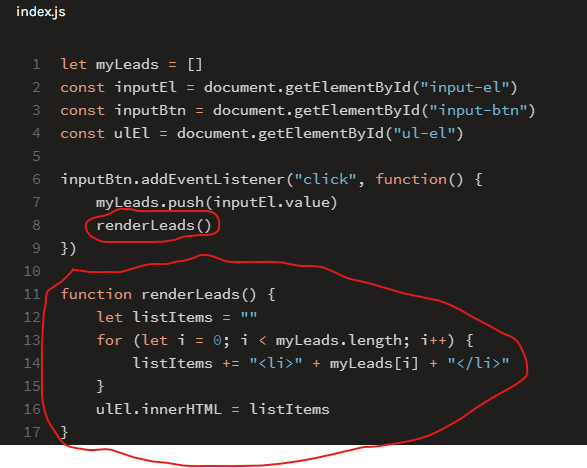 index.js
1 let myLeads = []
2 const inputEl = document.getElementById("input-el")
3 const inputBtn = document.getElementById("input-btn")
4 const ulEl = document.getElementById("ul-el")
5
6 inputBtn.addEventListener("click", function() {
7     myLeads.push(inputEl.value)
8     renderLeads()
9 })
10
11 function renderLeads() {
12     let listItems = ""
13     for (let i = 0; i < myLeads.length; i++) {
14         listItems += "<li>" + myLeads[i] + "</li>"
15     }
16     ulEl.innerHTML = listItems
17 }